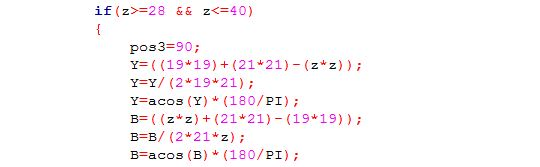 if(z>=28 && z<=40)
{
pos3=90;
Y=((19*19)+(21*21)-(z*z));
Y=Y/(2*19*21);
Y=acos(Y)*(180/PI);
B=((z*z)+(21*21)-(19*19));
B=B/(2*21*z);
B=acos(B)*(180/PI);